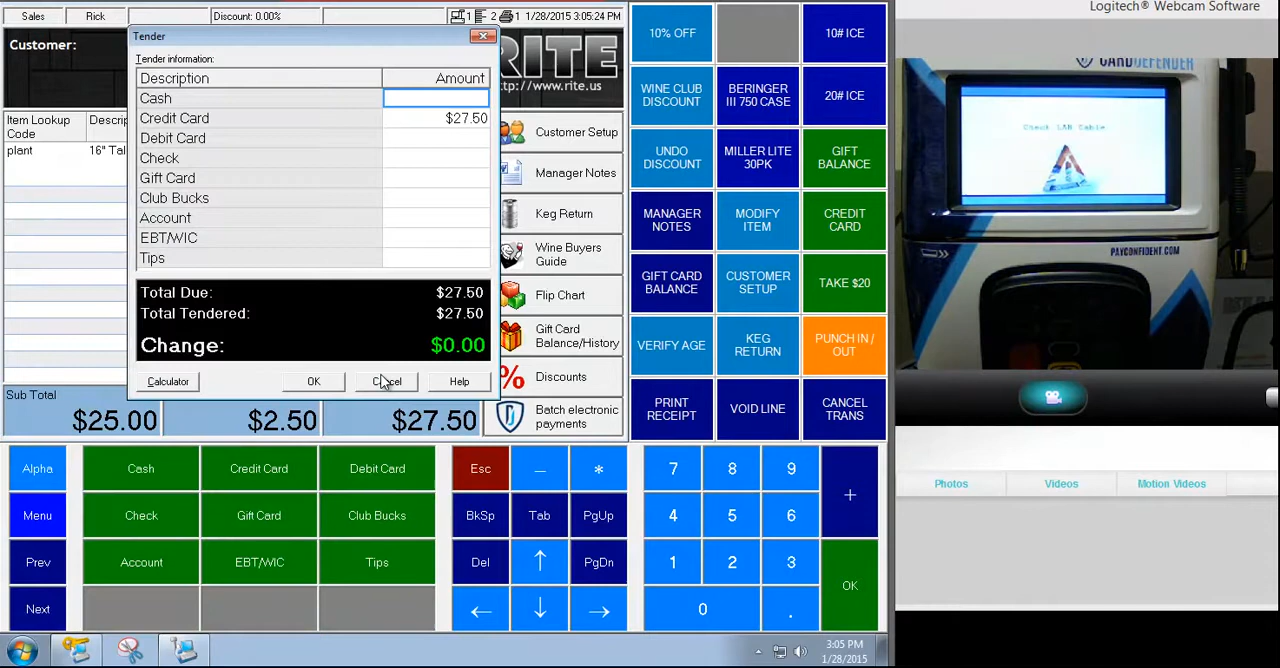 Sales
Rick
Discount: 0.00%
1
2
1
1/28/2015 3:05:24 PM
Logitech® Webcam Software
Customer:
RITE
http://www.rite.us
Item Lookup
Code
plant
16" Tal
Tender
Tender information:
Description Amount
Cash
Credit Card $27.50
Debit Card
Check
Gift Card
Club Bucks
Account
EBT/WIC
Tips
Total Due: $27.50
Total Tendered: $27.50
Change: $0.00
Calculator OK Cancel Help
Customer Setup
Manager Notes
Keg Return
Wine Buyers
Guide
Flip Chart
Gift Card
Balance/History
Discounts
Batch electronic
payments
Sub Total
$25.00 $2.50 $27.50
10% OFF
10# ICE
WINE CLUB
DISCOUNT
BERINGER
III 750 CASE
20# ICE
UNDO
DISCOUNT
MILLER LITE
30PK
GIFT
BALANCE
MANAGER
NOTES
MODIFY
ITEM
CREDIT
CARD
GIFT CARD
BALANCE
CUSTOMER
SETUP
TAKE $20
VERIFY AGE
KEG
RETURN
PUNCH IN /
OUT
PRINT
RECEIPT
VOID LINE
CANCEL
TRANS
Alpha Cash Credit Card Debit Card Esc _ * 7 8 9 +
Menu Check Gift Card Club Bucks BkSp Tab PgUp 4 5 6
Prev Account EBT/WIC Tips Del ↑ PgDn 1 2 3 OK
Next ← ↓ → 0 .
CARDDEFENDER
Check LAN Cable
PAYCONFIDENT.COM
Photos Videos Motion Videos
3:05 PM
1/28/2015